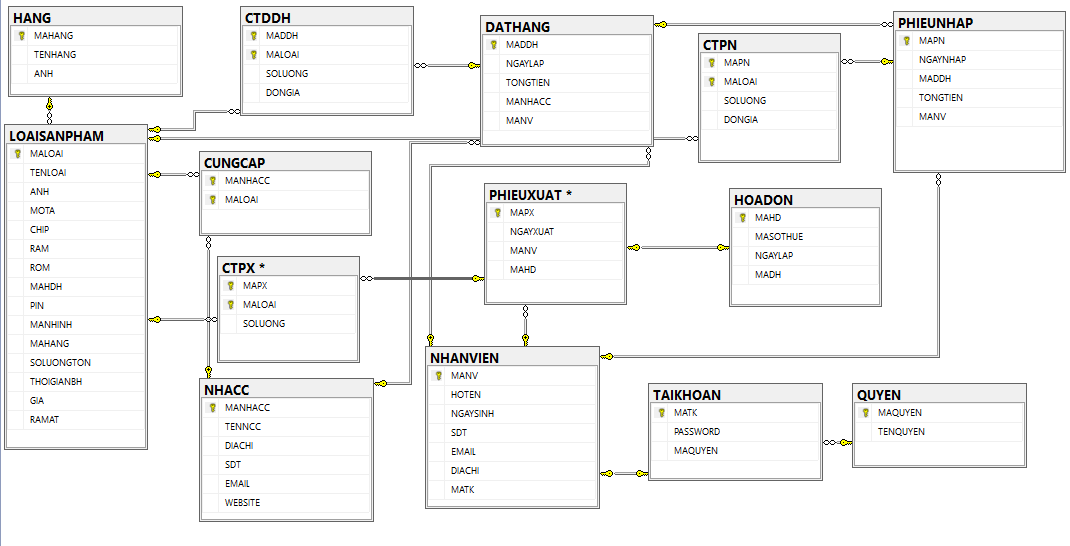 HANG
MAHANG
TENHANG
ANH
CTDDH
MADDH
MALOAI
SOLUONG
DONGIA
DATHANG
MADDH
NGAYLAP
TONGTIEN
MANHACC
MANV
CTPN
MAPN
MALOAI
SOLUONG
DONGIA
PHIEUNHAP
MAPN
NGAYNHAP
MADDH
TONGTIEN
MANV
LOAISANPHAM
MALOAI
TENLOAI
ANH
MOTA
CHIP
RAM
ROM
MAHDH
PIN
MANHINH
MAHANG
SOLUONGTON
THOIGIANBH
GIA
RAMAT
CUNGCAP
MANHACC
MALOAI
PHIEUXUAT *
MAPX
NGAYXUAT
MANV
MAHD
HOADON
MAHD
MASOTHUE
NGAYLAP
MADH
CTPX *
MAPX
MALOAI
SOLUONG
NHACC
MANHACC
TENNCC
DIACHI
SDT
EMAIL
WEBSITE
NHANVIEN
MANV
HOTEN
NGAYSINH
SDT
EMAIL
DIACHI
MATK
TAIKHOAN
MATK
PASSWORD
MAQUYEN
QUYEN
MAQUYEN
TENQUYEN